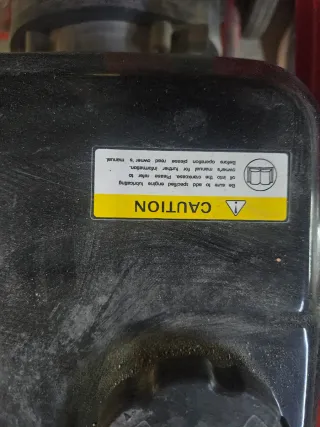 CAUTION
Be sure to add specified engine lubricating
oil into the crankcase. Please refer to
owner's manual for further information.
Before operation please read owner's manual.